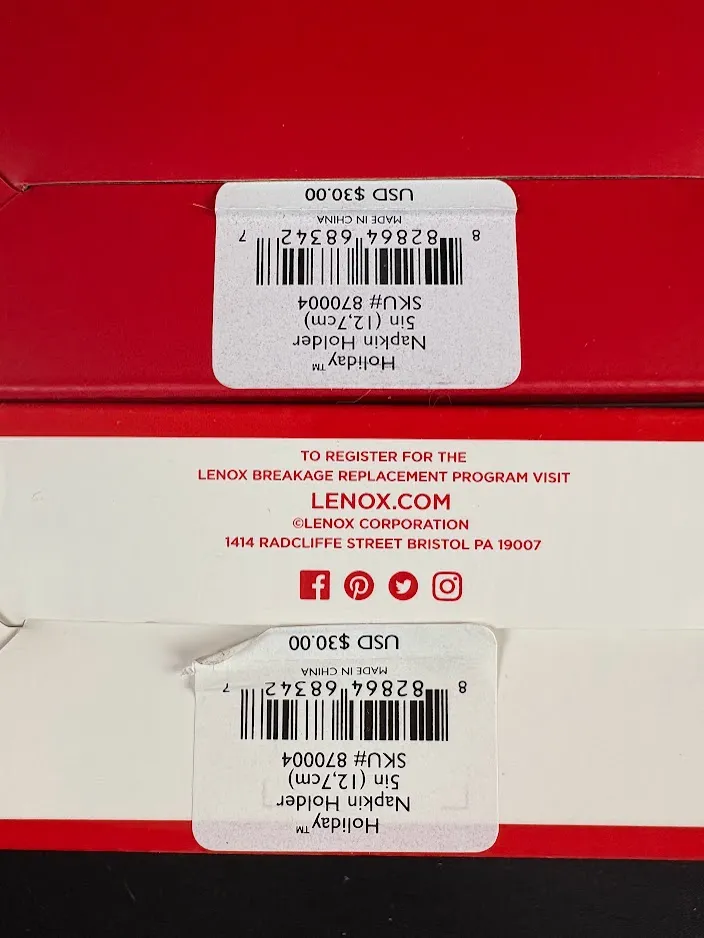 Holiday™
Napkin Holder
5in (12,7cm)
SKU# 870004
8 82864 68342 7
MADE IN CHINA
USD $30.00
TO REGISTER FOR THE
LENOX BREAKAGE REPLACEMENT PROGRAM VISIT
LENOX.COM
©LENOX CORPORATION
1414 RADCLIFFE STREET BRISTOL PA 19007
Holiday™
Napkin Holder
5in (12,7cm)
SKU# 870004
8 82864 68342 7
MADE IN CHINA
USD $30.00